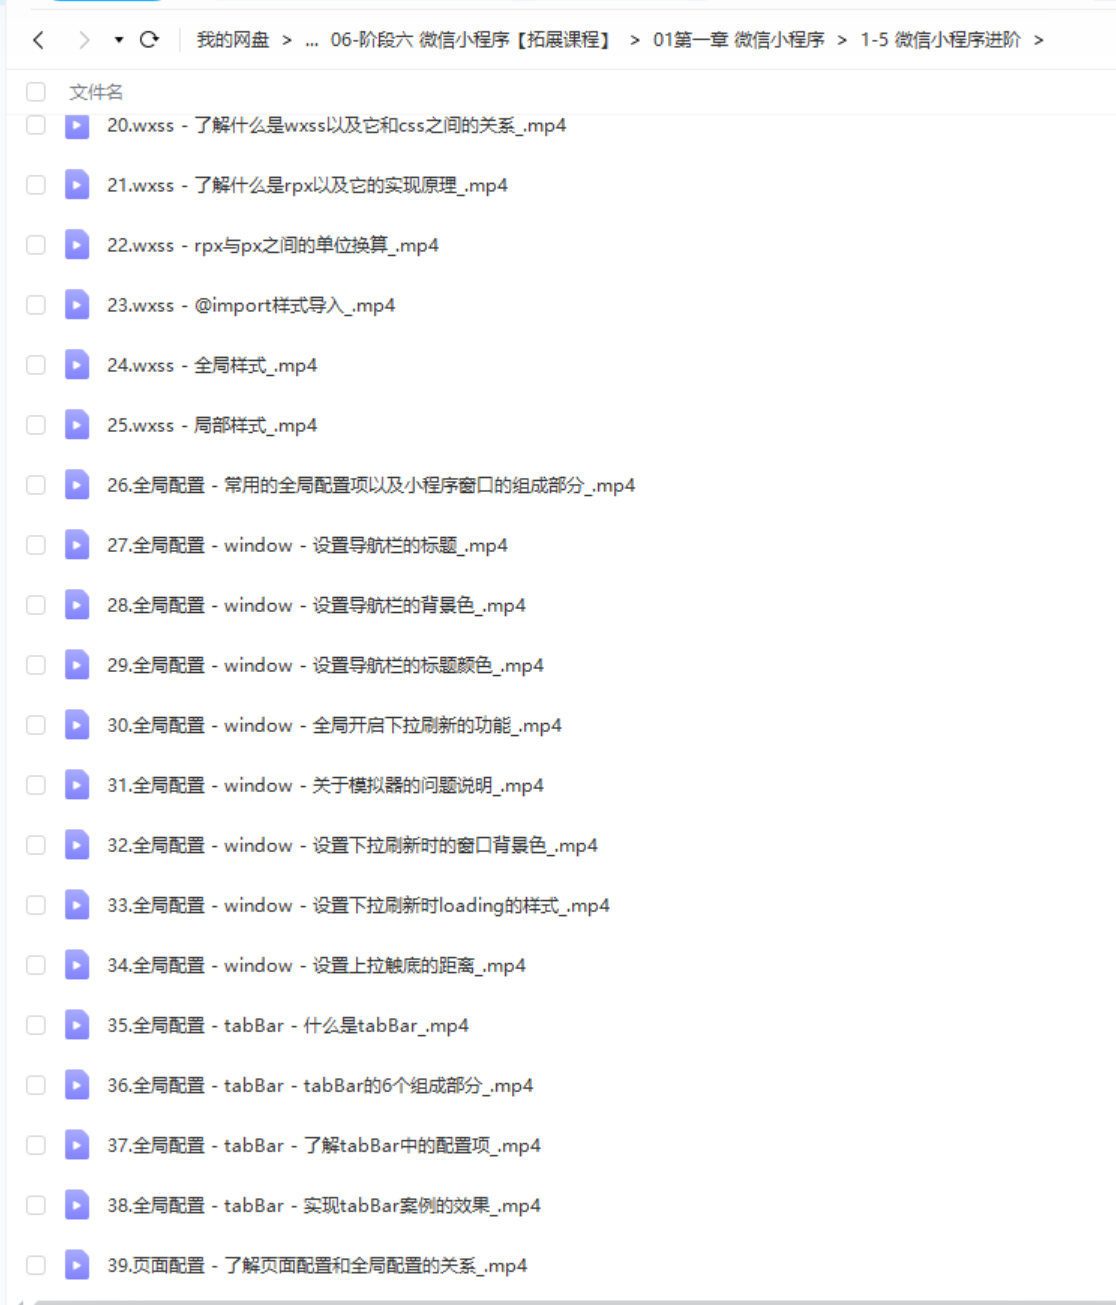 我的网盘 > ... 06-阶段六 微信小程序【拓展课程】 > 01第一章 微信小程序 > 1-5 微信小程序进阶 >
文件名
20.wxss - 了解什么是wxss以及它和css之间的关系_.mp4
21.wxss - 了解什么是rpx以及它的实现原理_.mp4
22.wxss - rpx与px之间的单位换算_.mp4
23.wxss - @import样式导入_.mp4
24.wxss - 全局样式_.mp4
25.wxss - 局部样式_.mp4
26.全局配置 - 常用的全局配置项以及小程序窗口的组成部分_.mp4
27.全局配置 - window - 设置导航栏的标题_.mp4
28.全局配置 - window - 设置导航栏的背景色_.mp4
29.全局配置 - window - 设置导航栏的标题颜色_.mp4
30.全局配置 - window - 全局开启下拉刷新的功能_.mp4
31.全局配置 - window - 关于模拟器的问题说明_.mp4
32.全局配置 - window - 设置下拉刷新时的窗口背景色_.mp4
33.全局配置 - window - 设置下拉刷新时loading的样式_.mp4
34.全局配置 - window - 设置上拉触底的距离_.mp4
35.全局配置 - tabBar - 什么是tabBar_.mp4
36.全局配置 - tabBar - tabBar的6个组成部分_.mp4
37.全局配置 - tabBar - 了解tabBar中的配置项_.mp4
38.全局配置 - tabBar - 实现tabBar案例的效果_.mp4
39.页面配置 - 了解页面配置和全局配置的关系_.mp4